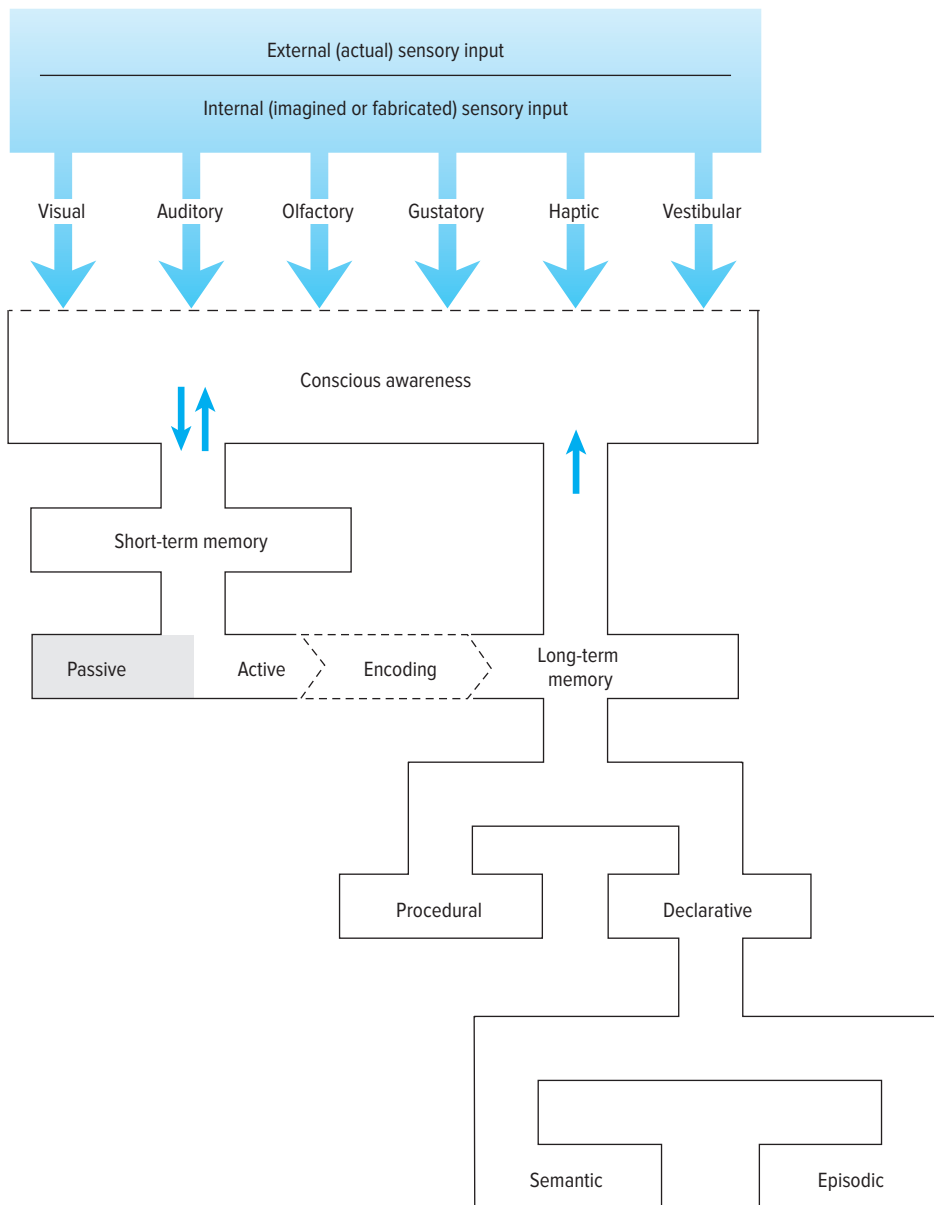 External (actual) sensory input
Internal (imagined or fabricated) sensory input
Visual
Auditory
Olfactory
Gustatory
Haptic
Vestibular
Conscious awareness
Short-term memory
Passive
Active
Encoding
Long-term
memory
Procedural
Declarative
Semantic
Episodic